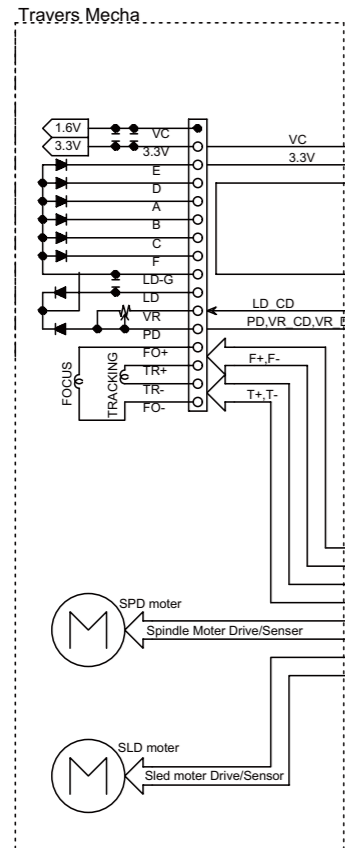 Travers Mecha
1.6V
VC
3.3V
3.3V
VC
3.3V
E
D
A
B
C
F
LD-G
LD
LD_CD
VR
PD,VR_CD,VR_
PD
FO+
F+,F-
TR+
TR-
T+,T-
FO-
FOCUS
TRACKING
SPD moter
M
Spindle Moter Drive/Senser
SLD moter
M
Sled moter Drive/Sensor